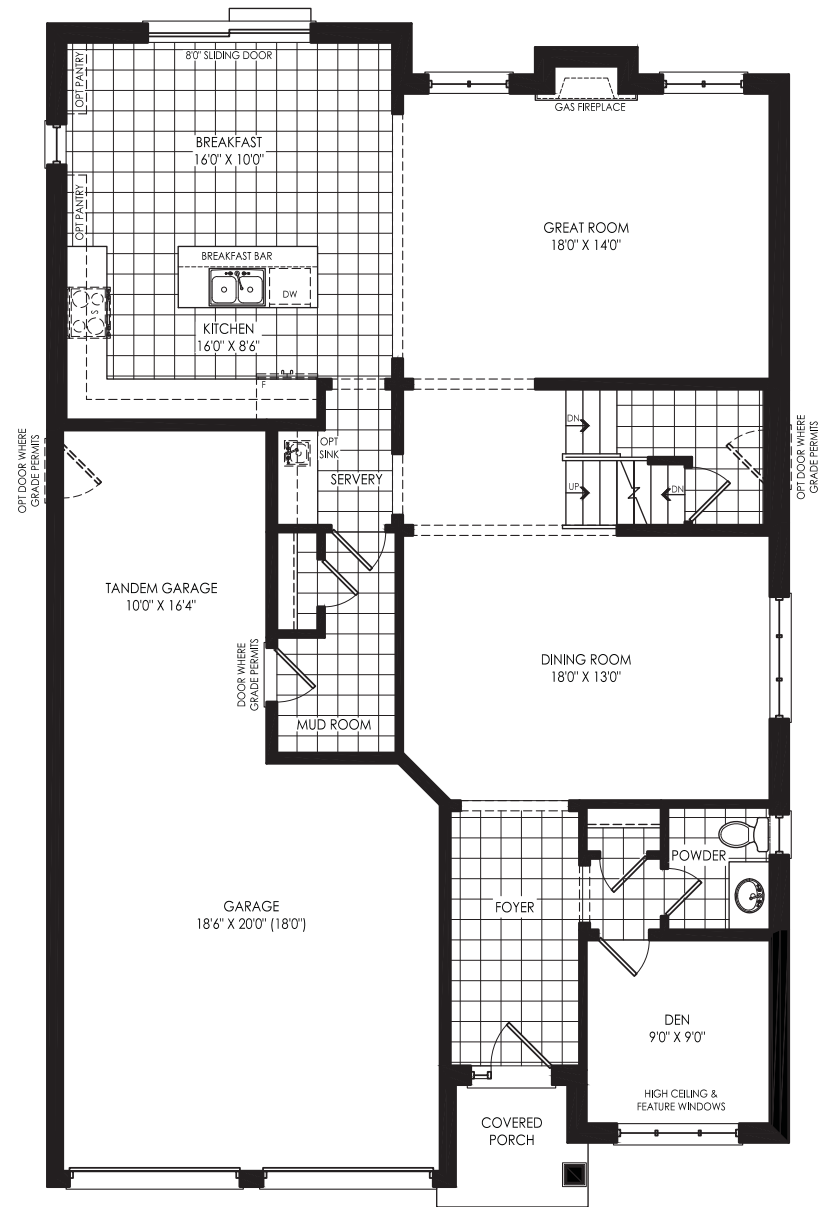 8'0" SLIDING DOOR
OPT PANTRY
BREAKFAST
16'0" X 10'0"
GAS FIREPLACE
OPT PANTRY
GREAT ROOM
18'0" X 14'0"
BREAKFAST BAR
DW
S
KITCHEN
16'0" X 8'6"
F
DN
OPT DOOR WHERE
GRADE PERMITS
OPT
SINK
SERVERY
UP
DN
OPT DOOR WHERE
GRADE PERMITS
TANDEM GARAGE
10'0" X 16'4"
DOOR WHERE
GRADE PERMITS
MUD ROOM
DINING ROOM
18'0" X 13'0"
POWDER
GARAGE
18'6" X 20'0" (18'0")
FOYER
DEN
9'0" X 9'0"
HIGH CEILING &
FEATURE WINDOWS
COVERED
PORCH